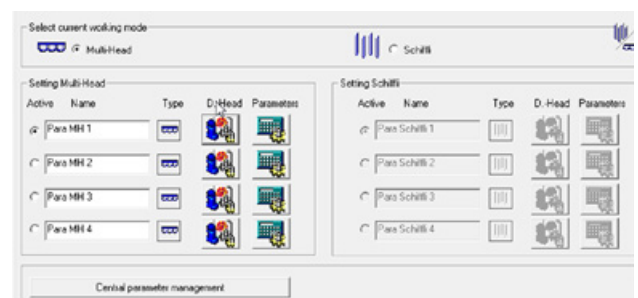 Select current working mode
Multi-Head
Schiffli
Setting Multi-Head
Active Name Type D.-Head Parameters
Para MH 1
Para MH 2
Para MH 3
Para MH 4
Setting Schiffli
Active Name Type D.-Head Parameters
Para Schiffli 1
Para Schiffli 2
Para Schiffli 3
Para Schiffli 4
Central parameter management